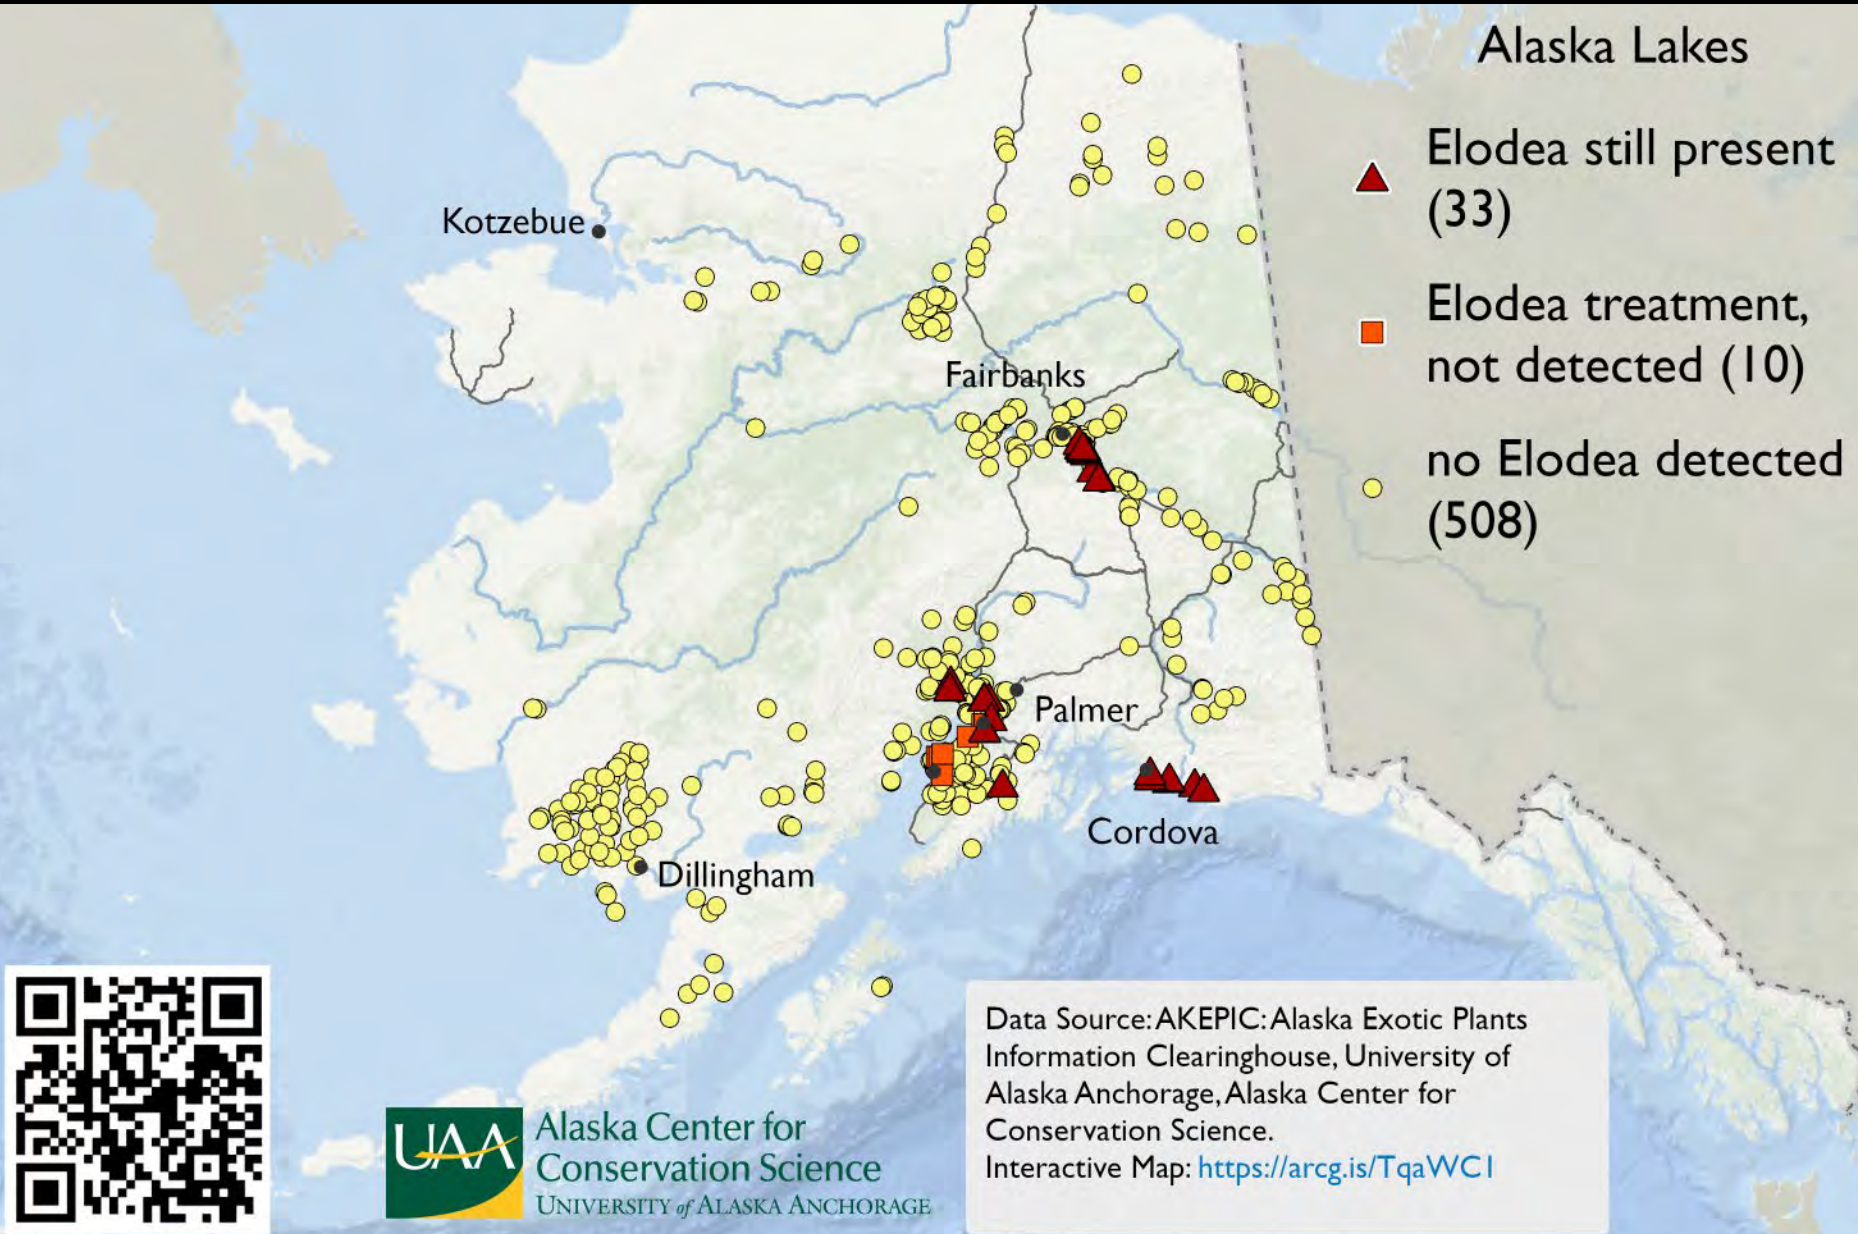 Alaska Lakes
Elodea still present
(33)
Elodea treatment,
not detected (10)
no Elodea detected
(508)
Kotzebue
Fairbanks
Palmer
Cordova
Dillingham
Data Source: AKEPIC: Alaska Exotic Plants
Information Clearinghouse, University of
Alaska Anchorage, Alaska Center for
Conservation Science.
Interactive Map: https://arcg.is/TqaWC1
UAA
Alaska Center for
Conservation Science
UNIVERSITY of ALASKA ANCHORAGE